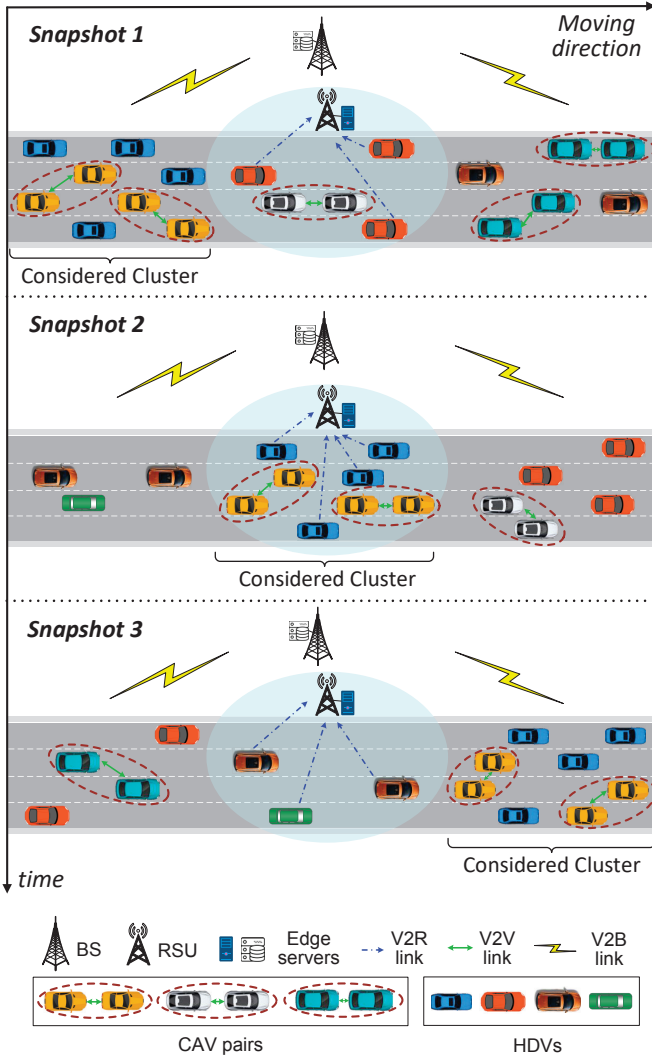 Snapshot 1
Moving
direction
Considered Cluster
Snapshot 2
Considered Cluster
Snapshot 3
Considered Cluster
time
BS
RSU
Edge
servers
V2R
link
V2V
link
V2B
link
CAV pairs
HDVs